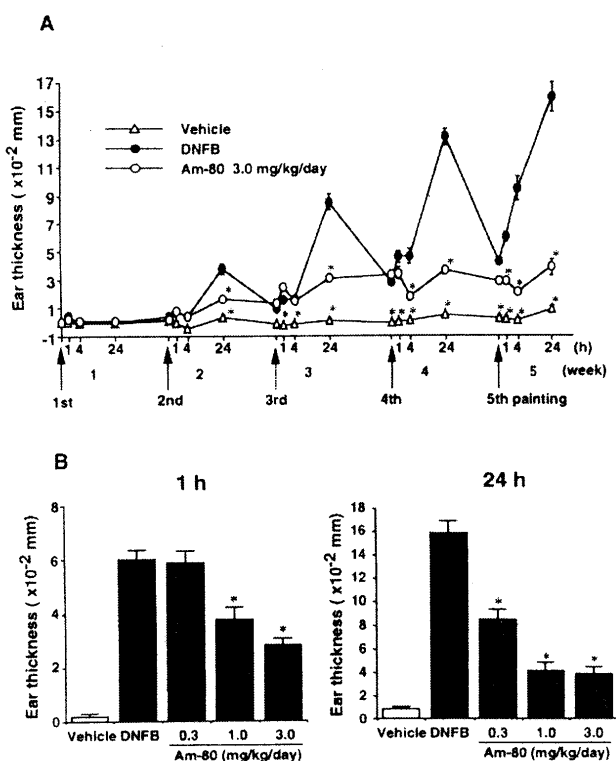 A
Ear thickness ( x10⁻² mm)
17
15
13
11
9
7
5
3
1
-1
Vehicle
DNFB
Am-80 3.0 mg/kg/day
* * * * * * * * * * * * * * * * * * * *
1 4 24 1 4 24 1 4 24 1 4 24 1 4 24 (h)
1 2 3 4 5 (week)
1st 2nd 3rd 4th 5th painting
B
1 h
Ear thickness ( x10⁻² mm)
8
6
4
2
0
* *
Vehicle DNFB 0.3 1.0 3.0
Am-80 (mg/kg/day)
24 h
Ear thickness ( x10⁻² mm)
18
16
14
12
10
8
6
4
2
0
* * *
Vehicle DNFB 0.3 1.0 3.0
Am-80 (mg/kg/day)